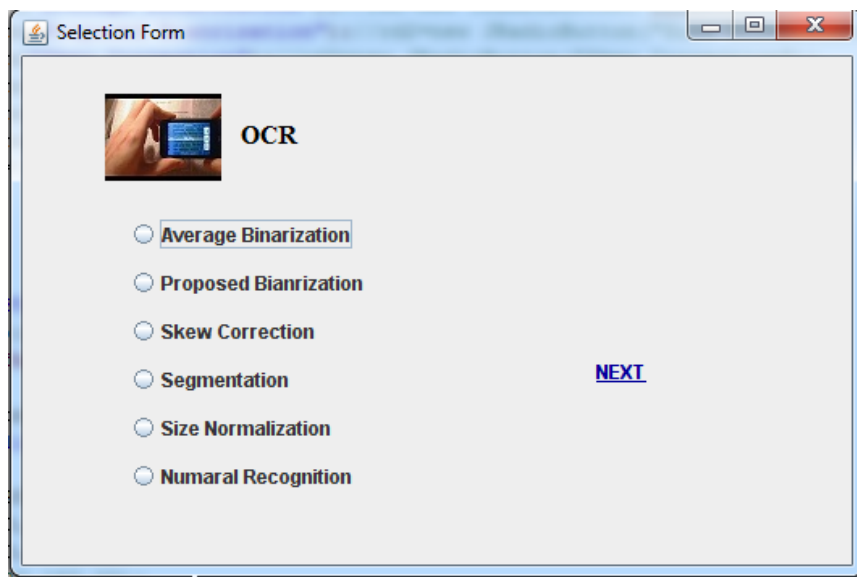 Selection Form
OCR
Average Binarization
Proposed Bianrization
Skew Correction
Segmentation
NEXT
Size Normalization
Numaral Recognition